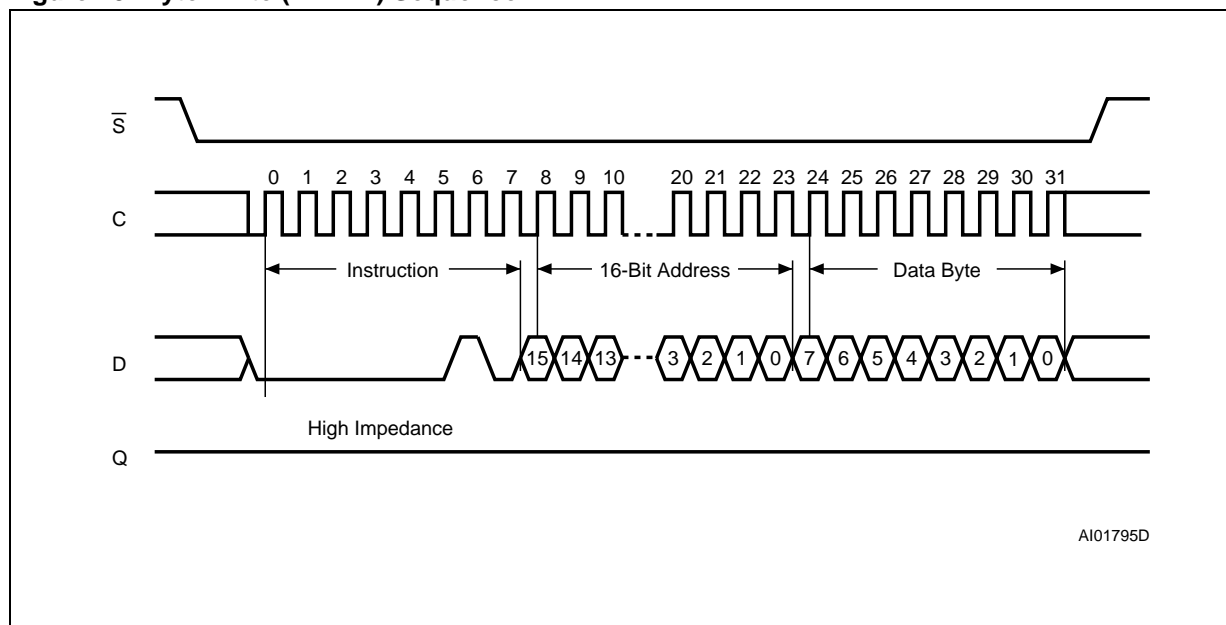 S
0 1 2 3 4 5 6 7 8 9 10 20 21 22 23 24 25 26 27 28 29 30 31
C
Instruction 16-Bit Address Data Byte
D 15 14 13 3 2 1 0 7 6 5 4 3 2 1 0
High Impedance
Q
AI01795D